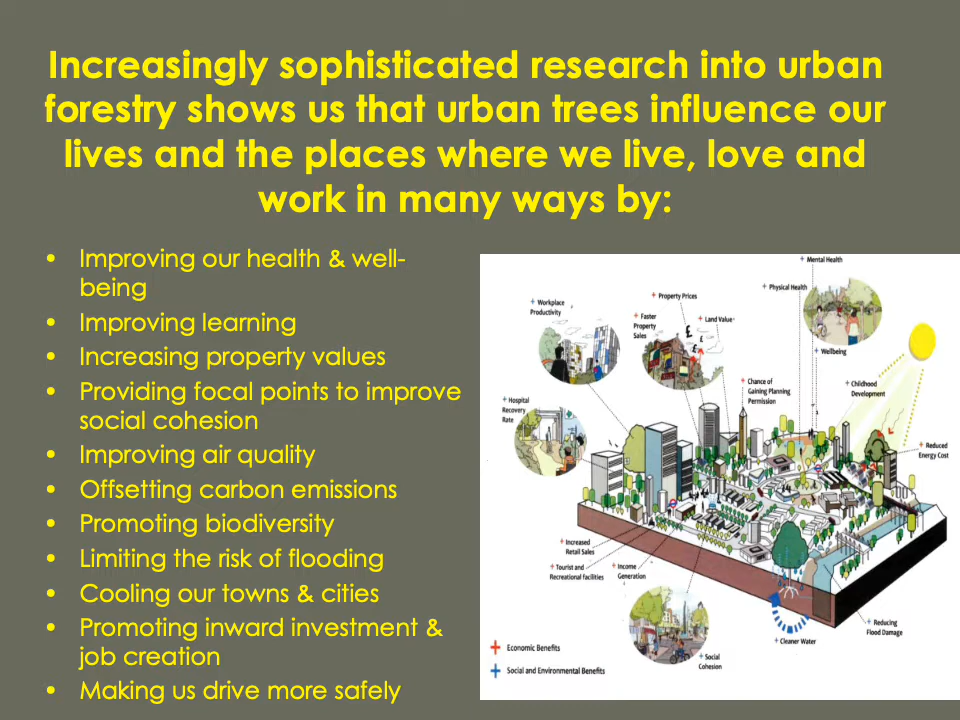 Increasingly sophisticated research into urban
forestry shows us that urban trees influence our
lives and the places where we live, love and
work in many ways by:
• Improving our health & well-
being
• Improving learning
• Increasing property values
• Providing focal points to improve
social cohesion
• Improving air quality
• Offsetting carbon emissions
• Promoting biodiversity
• Limiting the risk of flooding
• Cooling our towns & cities
• Promoting inward investment &
job creation
• Making us drive more safely
+ Mental Health
+ Physical Health
+ Property Prices
+ Workplace
Productivity
+ Faster
Property
Sales
+ Land Value
££
£
+ Wellbeing
+ Chance of
Gaining Planning
Permission
+ Childhood
Development
+ Hospital
Recovery
Rate
+ Reduced
Energy Cost
+ Increased
Retail Sales
+ Tourist and
Recreational facilities
+ Income
Generation
+ Reducing
Flood Damage
+ Cleaner Water
+ Social
Cohesion
+ Economic Benefits
+ Social and Environmental Benefits